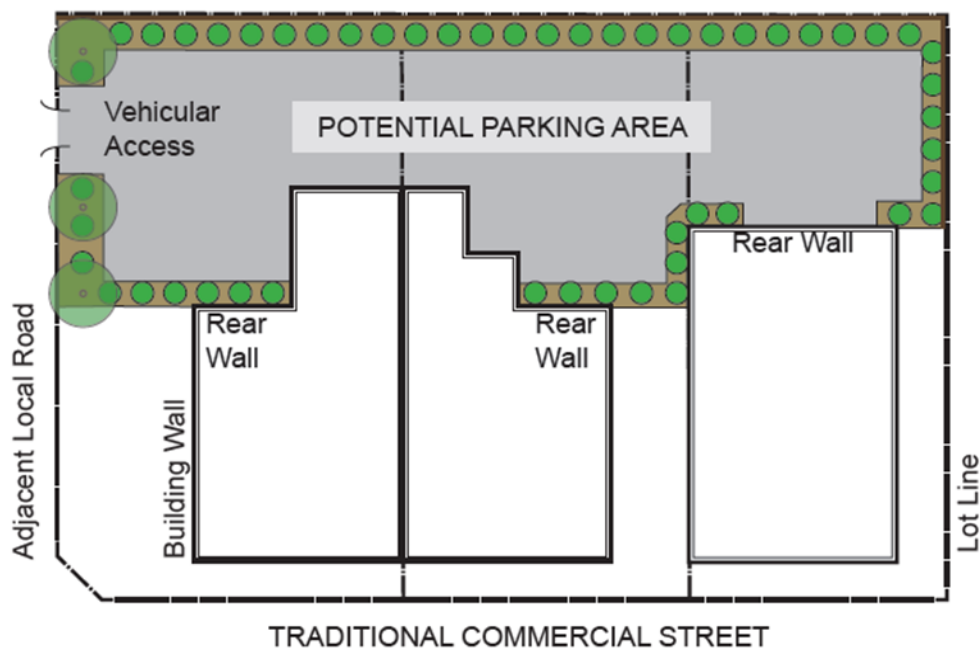 Vehicular
Access
POTENTIAL PARKING AREA
Rear Wall
Rear
Wall
Rear
Wall
Adjacent Local Road
Building Wall
Lot Line
TRADITIONAL COMMERCIAL STREET